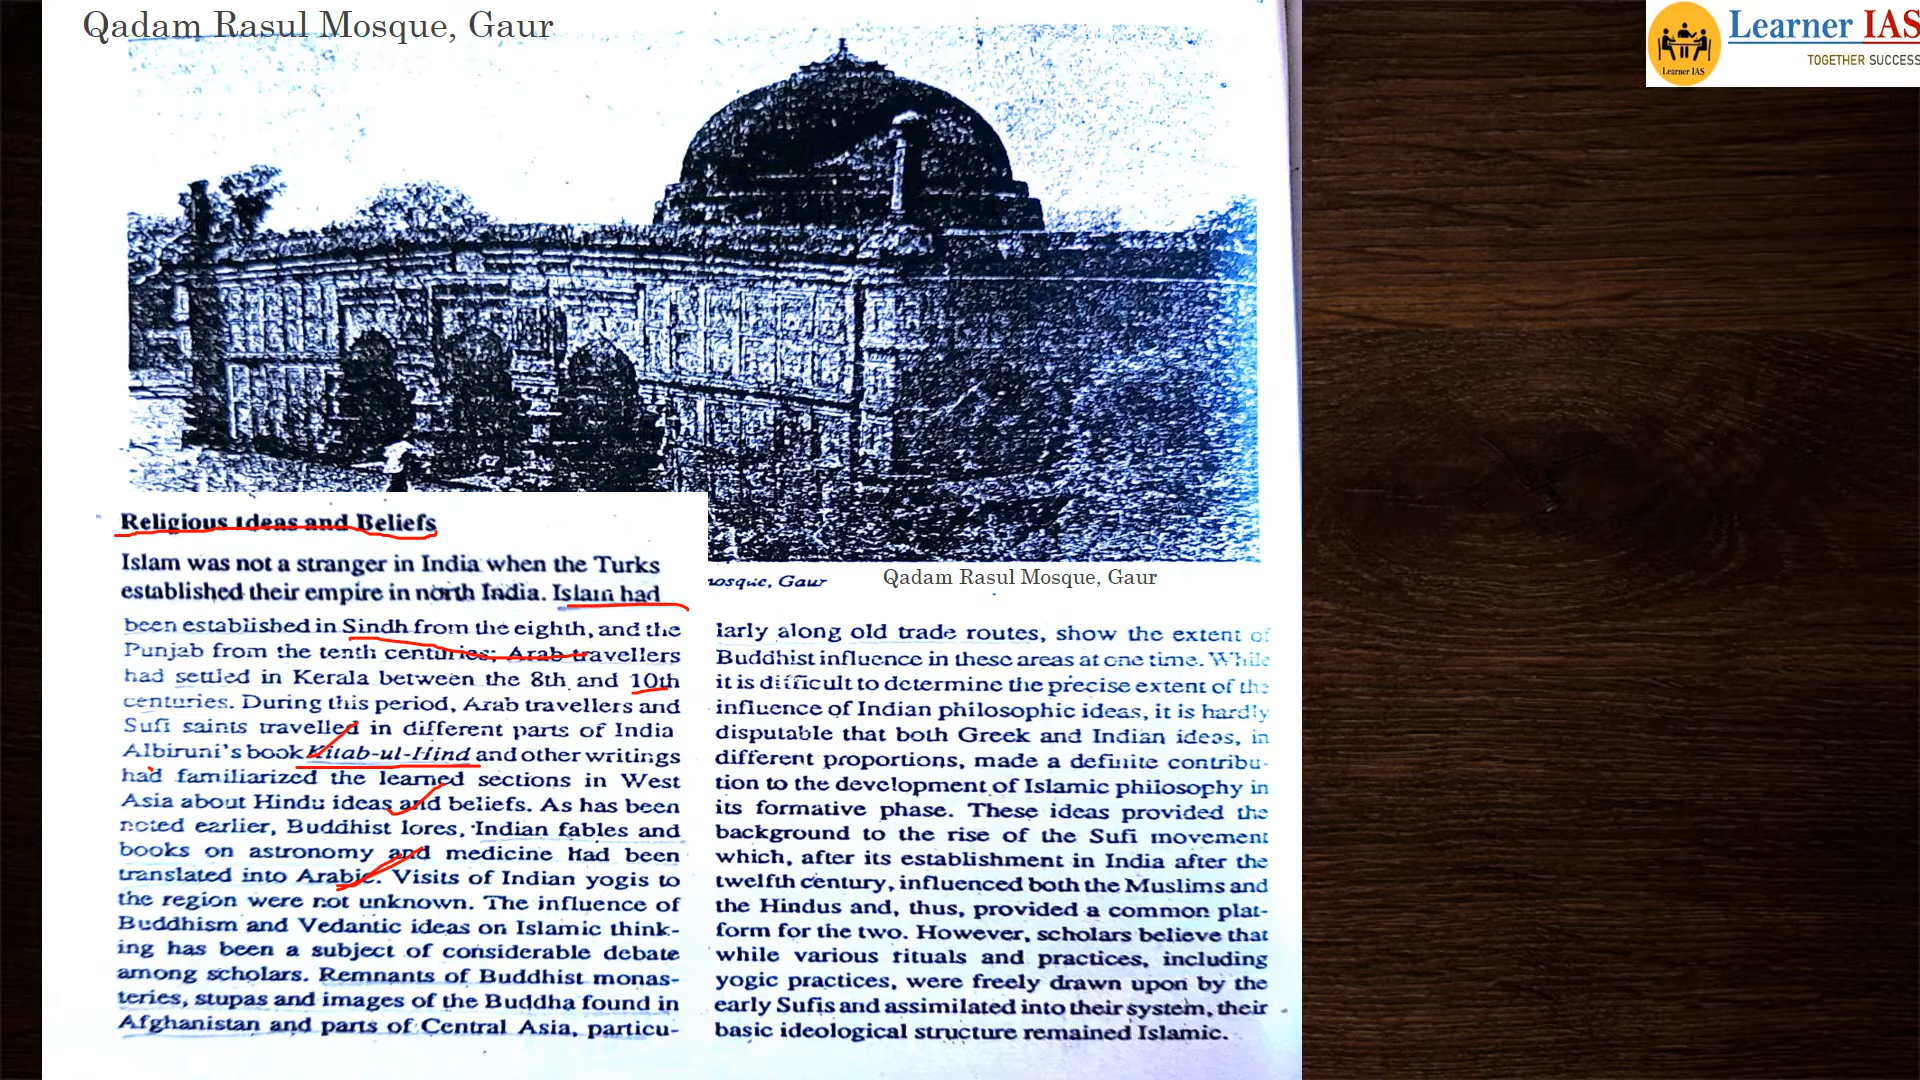 Qadam Rasul Mosque, Gaur
Learner IAS
TOGETHER SUCCESS
Learner IAS
Religious Ideas and Beliefs
Islam was not a stranger in India when the Turks
established their empire in north India. Islam had
been established in Sindh from the eighth, and the
Punjab from the tenth centuries; Arab travellers
had settled in Kerala between the 8th and 10th
centuries. During this period, Arab travellers and
Sufi saints travelled in different parts of India
Albiruni's book Kitab-ul-Hind and other writings
had familiarized the learned sections in West
Asia about Hindu ideas and beliefs. As has been
noted earlier, Buddhist lores, Indian fables and
books on astronomy and medicine had been
translated into Arabic. Visits of Indian yogis to
the region were not unknown. The influence of
Buddhism and Vedantic ideas on Islamic think-
ing has been a subject of considerable debate
among scholars. Remnants of Buddhist monas-
teries, stupas and images of the Buddha found in
Afghanistan and parts of Central Asia, particu-
mosque, Gaur
Qadam Rasul Mosque, Gaur
larly along old trade routes, show the extent of
Buddhist influence in these areas at one time. While
it is difficult to determine the precise extent of the
influence of Indian philosophic ideas, it is hardly
disputable that both Greek and Indian ideas, in
different proportions, made a definite contribu-
tion to the development of Islamic philosophy in
its formative phase. These ideas provided the
background to the rise of the Sufi movement
which, after its establishment in India after the
twelfth century, influenced both the Muslims and
the Hindus and, thus, provided a common plat-
form for the two. However, scholars believe that
while various rituals and practices, including
yogic practices, were freely drawn upon by the
early Sufis and assimilated into their system, their
basic ideological structure remained Islamic.